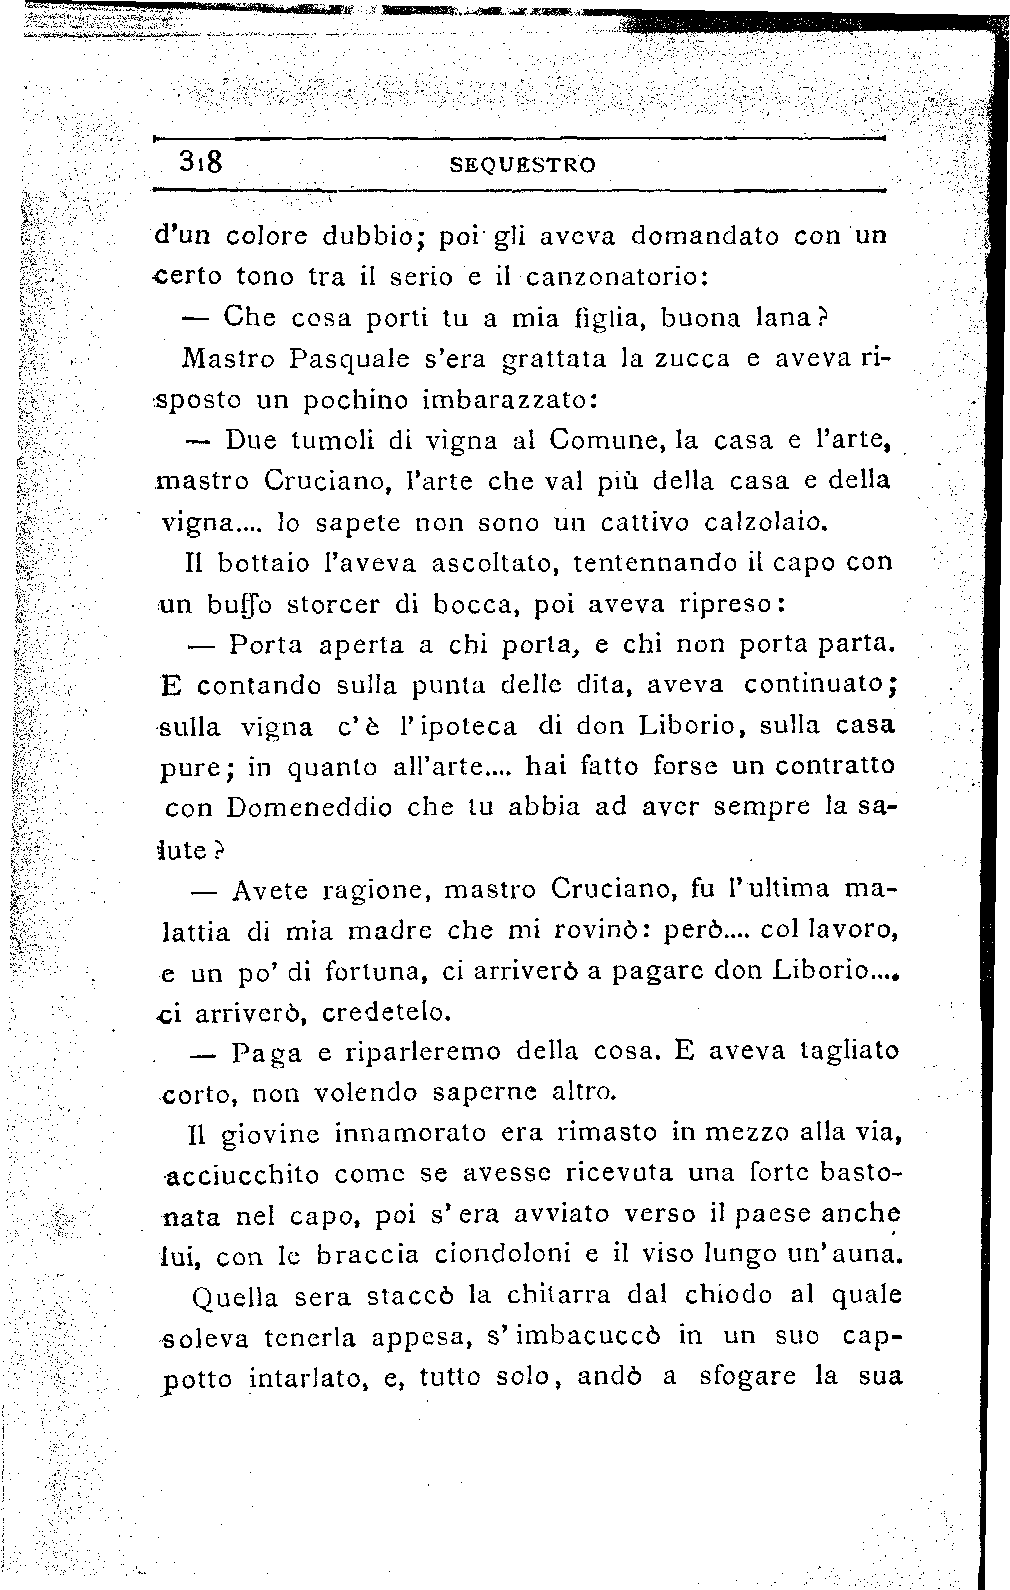 318 SEQUESTRO
d'un colore dubbio; poi gli aveva domandato con un
certo tono tra il serio e il canzonatorio:
— Che cosa porti tu a mia figlia, buona lana?
Mastro Pasquale s'era grattata la zucca e aveva ri-
sposto un pochino imbarazzato:
— Due tumoli di vigna al Comune, la casa e l'arte,
mastro Cruciano, l'arte che val più della casa e della
vigna.... lo sapete non sono un cattivo calzolaio.
Il bottaio l'aveva ascoltato, tentennando il capo con
un buffo storcer di bocca, poi aveva ripreso:
— Porta aperta a chi porta, e chi non porta parta.
E contando sulla punta delle dita, aveva continuato;
sulla vigna c'è l'ipoteca di don Liborio, sulla casa
pure; in quanto all'arte.... hai fatto forse un contratto
con Domeneddio che tu abbia ad aver sempre la sa-
lute?
— Avete ragione, mastro Cruciano, fu l'ultima ma-
lattia di mia madre che mi rovinò: però.... col lavoro,
e un po' di fortuna, ci arriverò a pagare don Liborio....
ci arriverò, credetelo.
— Paga e riparleremo della cosa. E aveva tagliato
corto, non volendo saperne altro.
Il giovine innamorato era rimasto in mezzo alla via,
acciucchito come se avesse ricevuta una forte basto-
nata nel capo, poi s'era avviato verso il paese anche
lui, con le braccia ciondoloni e il viso lungo un'auna.
Quella sera staccò la chitarra dal chiodo al quale
soleva tenerla appesa, s'imbacuccò in un suo cap-
potto intarlato, e, tutto solo, andò a sfogare la sua